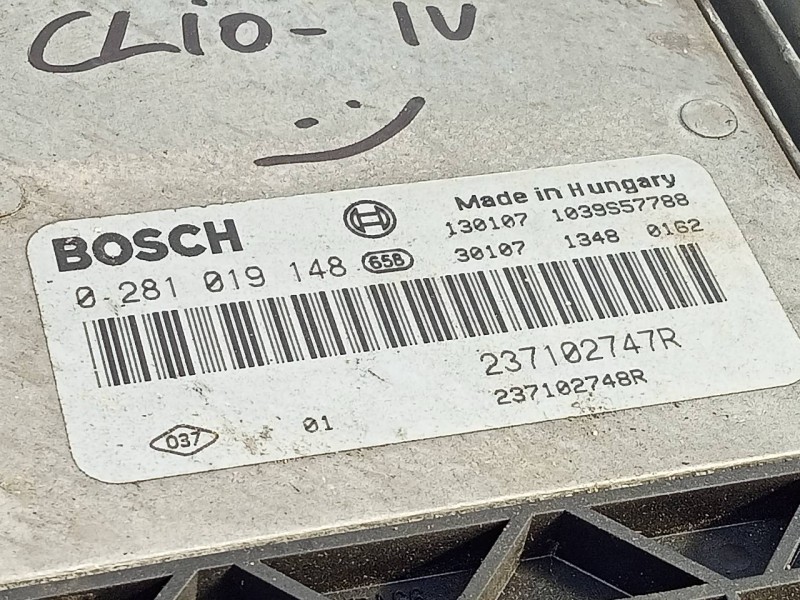 CLIO- IV
BOSCH
Made in Hungary
130107 1039S57788
0 281 019 148 658
30107 1348 0162
237102747R
237102748R
037 01